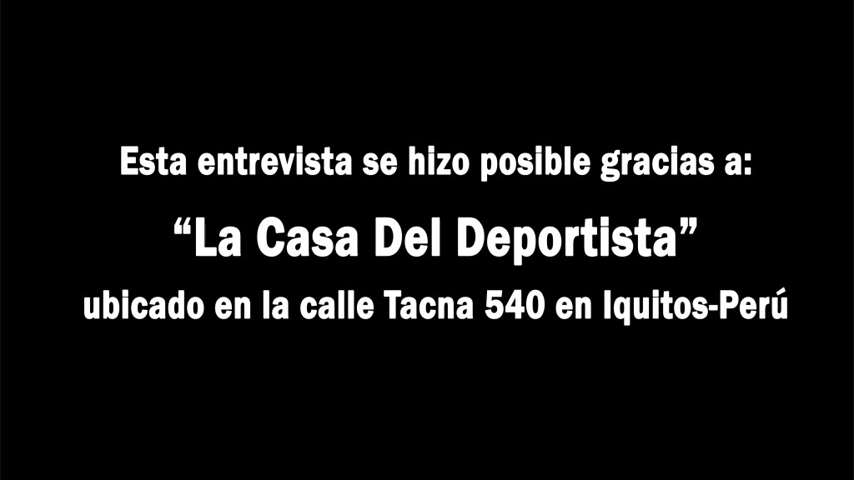 Esta entrevista se hizo posible gracias a:
“La Casa Del Deportista”
ubicado en la calle Tacna 540 en Iquitos-Perú